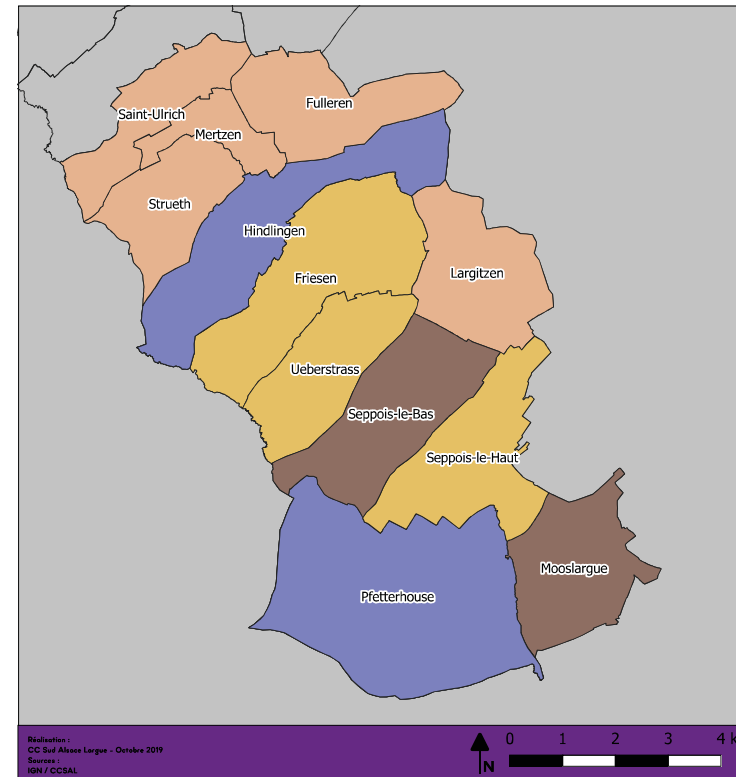 Fulleren
Saint-Ulrich
Mertzen
Strueth
Hindlingen
Largitzen
Friesen
Ueberstrass
Seppois-le-Bas
Seppois-le-Haut
Mooslargue
Pfetterhouse
Réalisation :
CC Sud Alsace Largue - Octobre 2019
Sources :
IGN / CCSAL
N
0 1 2 3 4 k